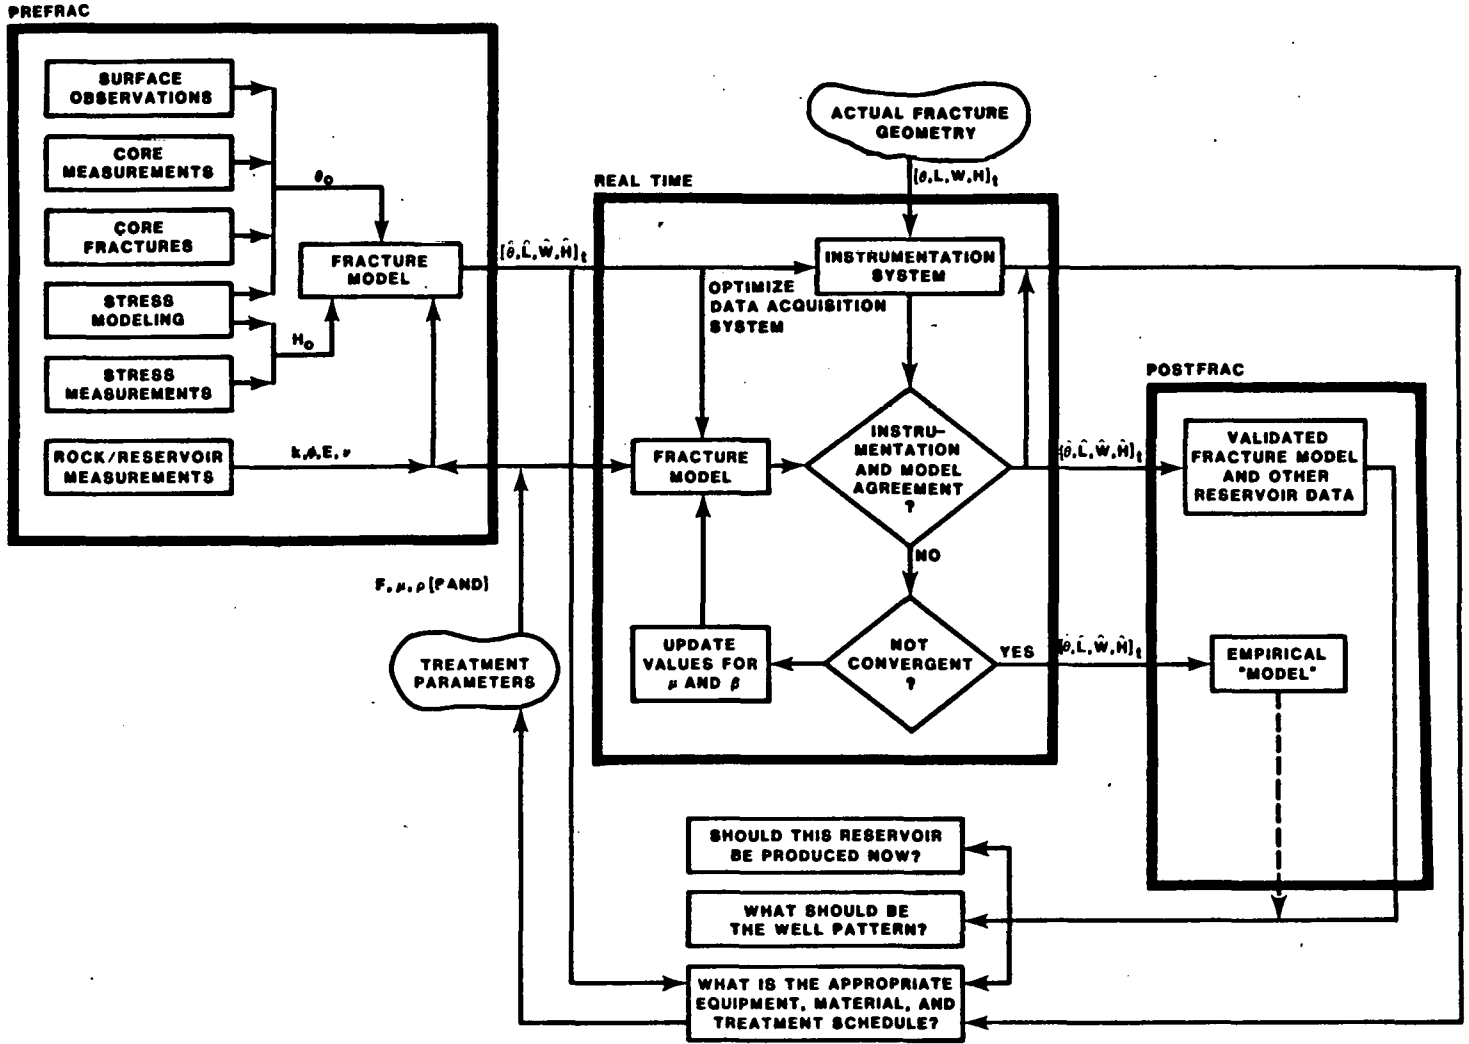 PREFRAC
SURFACE
OBSERVATIONS
CORE
MEASUREMENTS
CORE
FRACTURES
STRESS
MODELING
STRESS
MEASUREMENTS
ROCK/RESERVOIR
MEASUREMENTS
θ₀
H₀
k,ϕ,E,ν
FRACTURE
MODEL
[θ̂,L̂,Ŵ,Ĥ]ₜ
F,μ,ρ(PAND)
TREATMENT
PARAMETERS
ACTUAL FRACTURE
GEOMETRY
[θ,L,W,H]ₜ
REAL TIME
INSTRUMENTATION
SYSTEM
OPTIMIZE
DATA ACQUISITION
SYSTEM
FRACTURE
MODEL
INSTRU-
MENTATION
AND MODEL
AGREEMENT
?
NO
NOT
CONVERGENT
?
YES
UPDATE
VALUES FOR
μ AND β
[θ̂,L̂,Ŵ,Ĥ]ₜ
[θ̂,L̂,Ŵ,Ĥ]ₜ
POSTFRAC
VALIDATED
FRACTURE MODEL
AND OTHER
RESERVOIR DATA
EMPIRICAL
"MODEL"
SHOULD THIS RESERVOIR
BE PRODUCED NOW?
WHAT SHOULD BE
THE WELL PATTERN?
WHAT IS THE APPROPRIATE
EQUIPMENT, MATERIAL, AND
TREATMENT SCHEDULE?